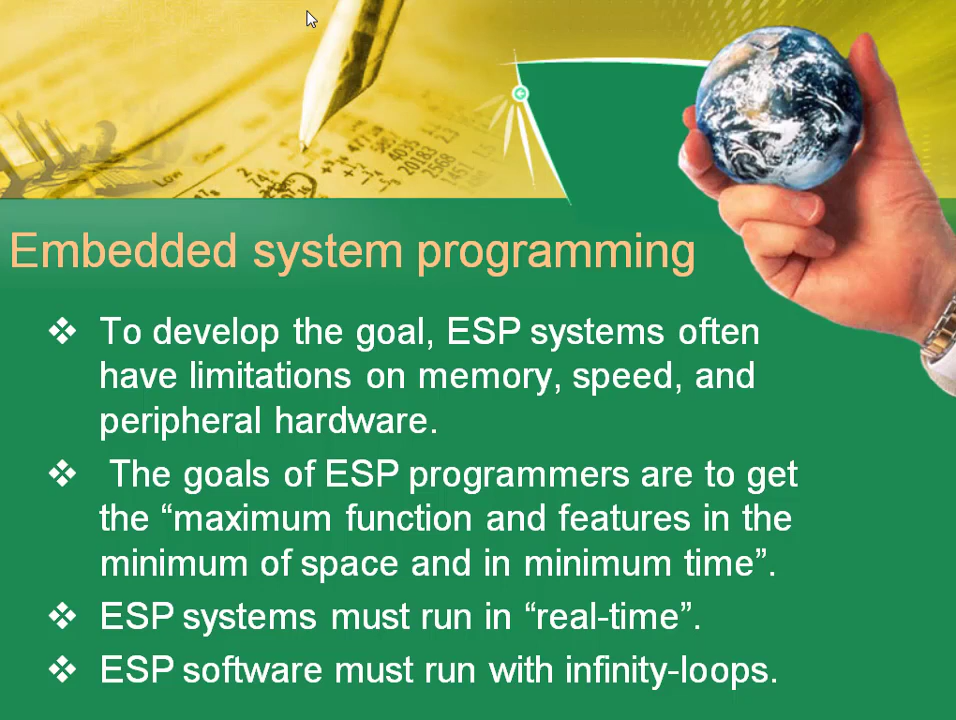 Embedded system programming
❖ To develop the goal, ESP systems often
have limitations on memory, speed, and
peripheral hardware.
❖ The goals of ESP programmers are to get
the “maximum function and features in the
minimum of space and in minimum time”.
❖ ESP systems must run in “real-time”.
❖ ESP software must run with infinity-loops.